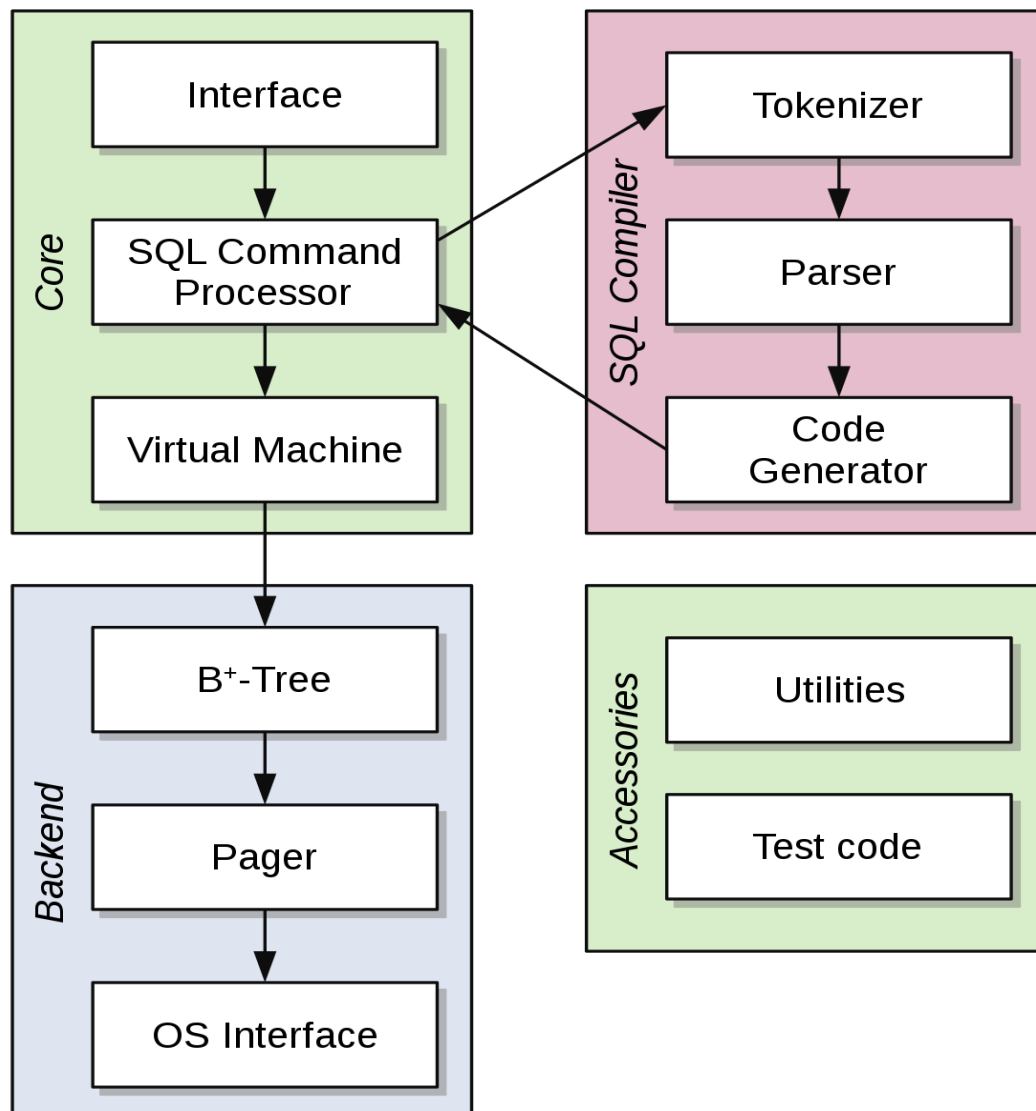 Core
Interface
SQL Command
Processor
Virtual Machine
SQL Compiler
Tokenizer
Parser
Code
Generator
Backend
B⁺-Tree
Pager
OS Interface
Accessories
Utilities
Test code